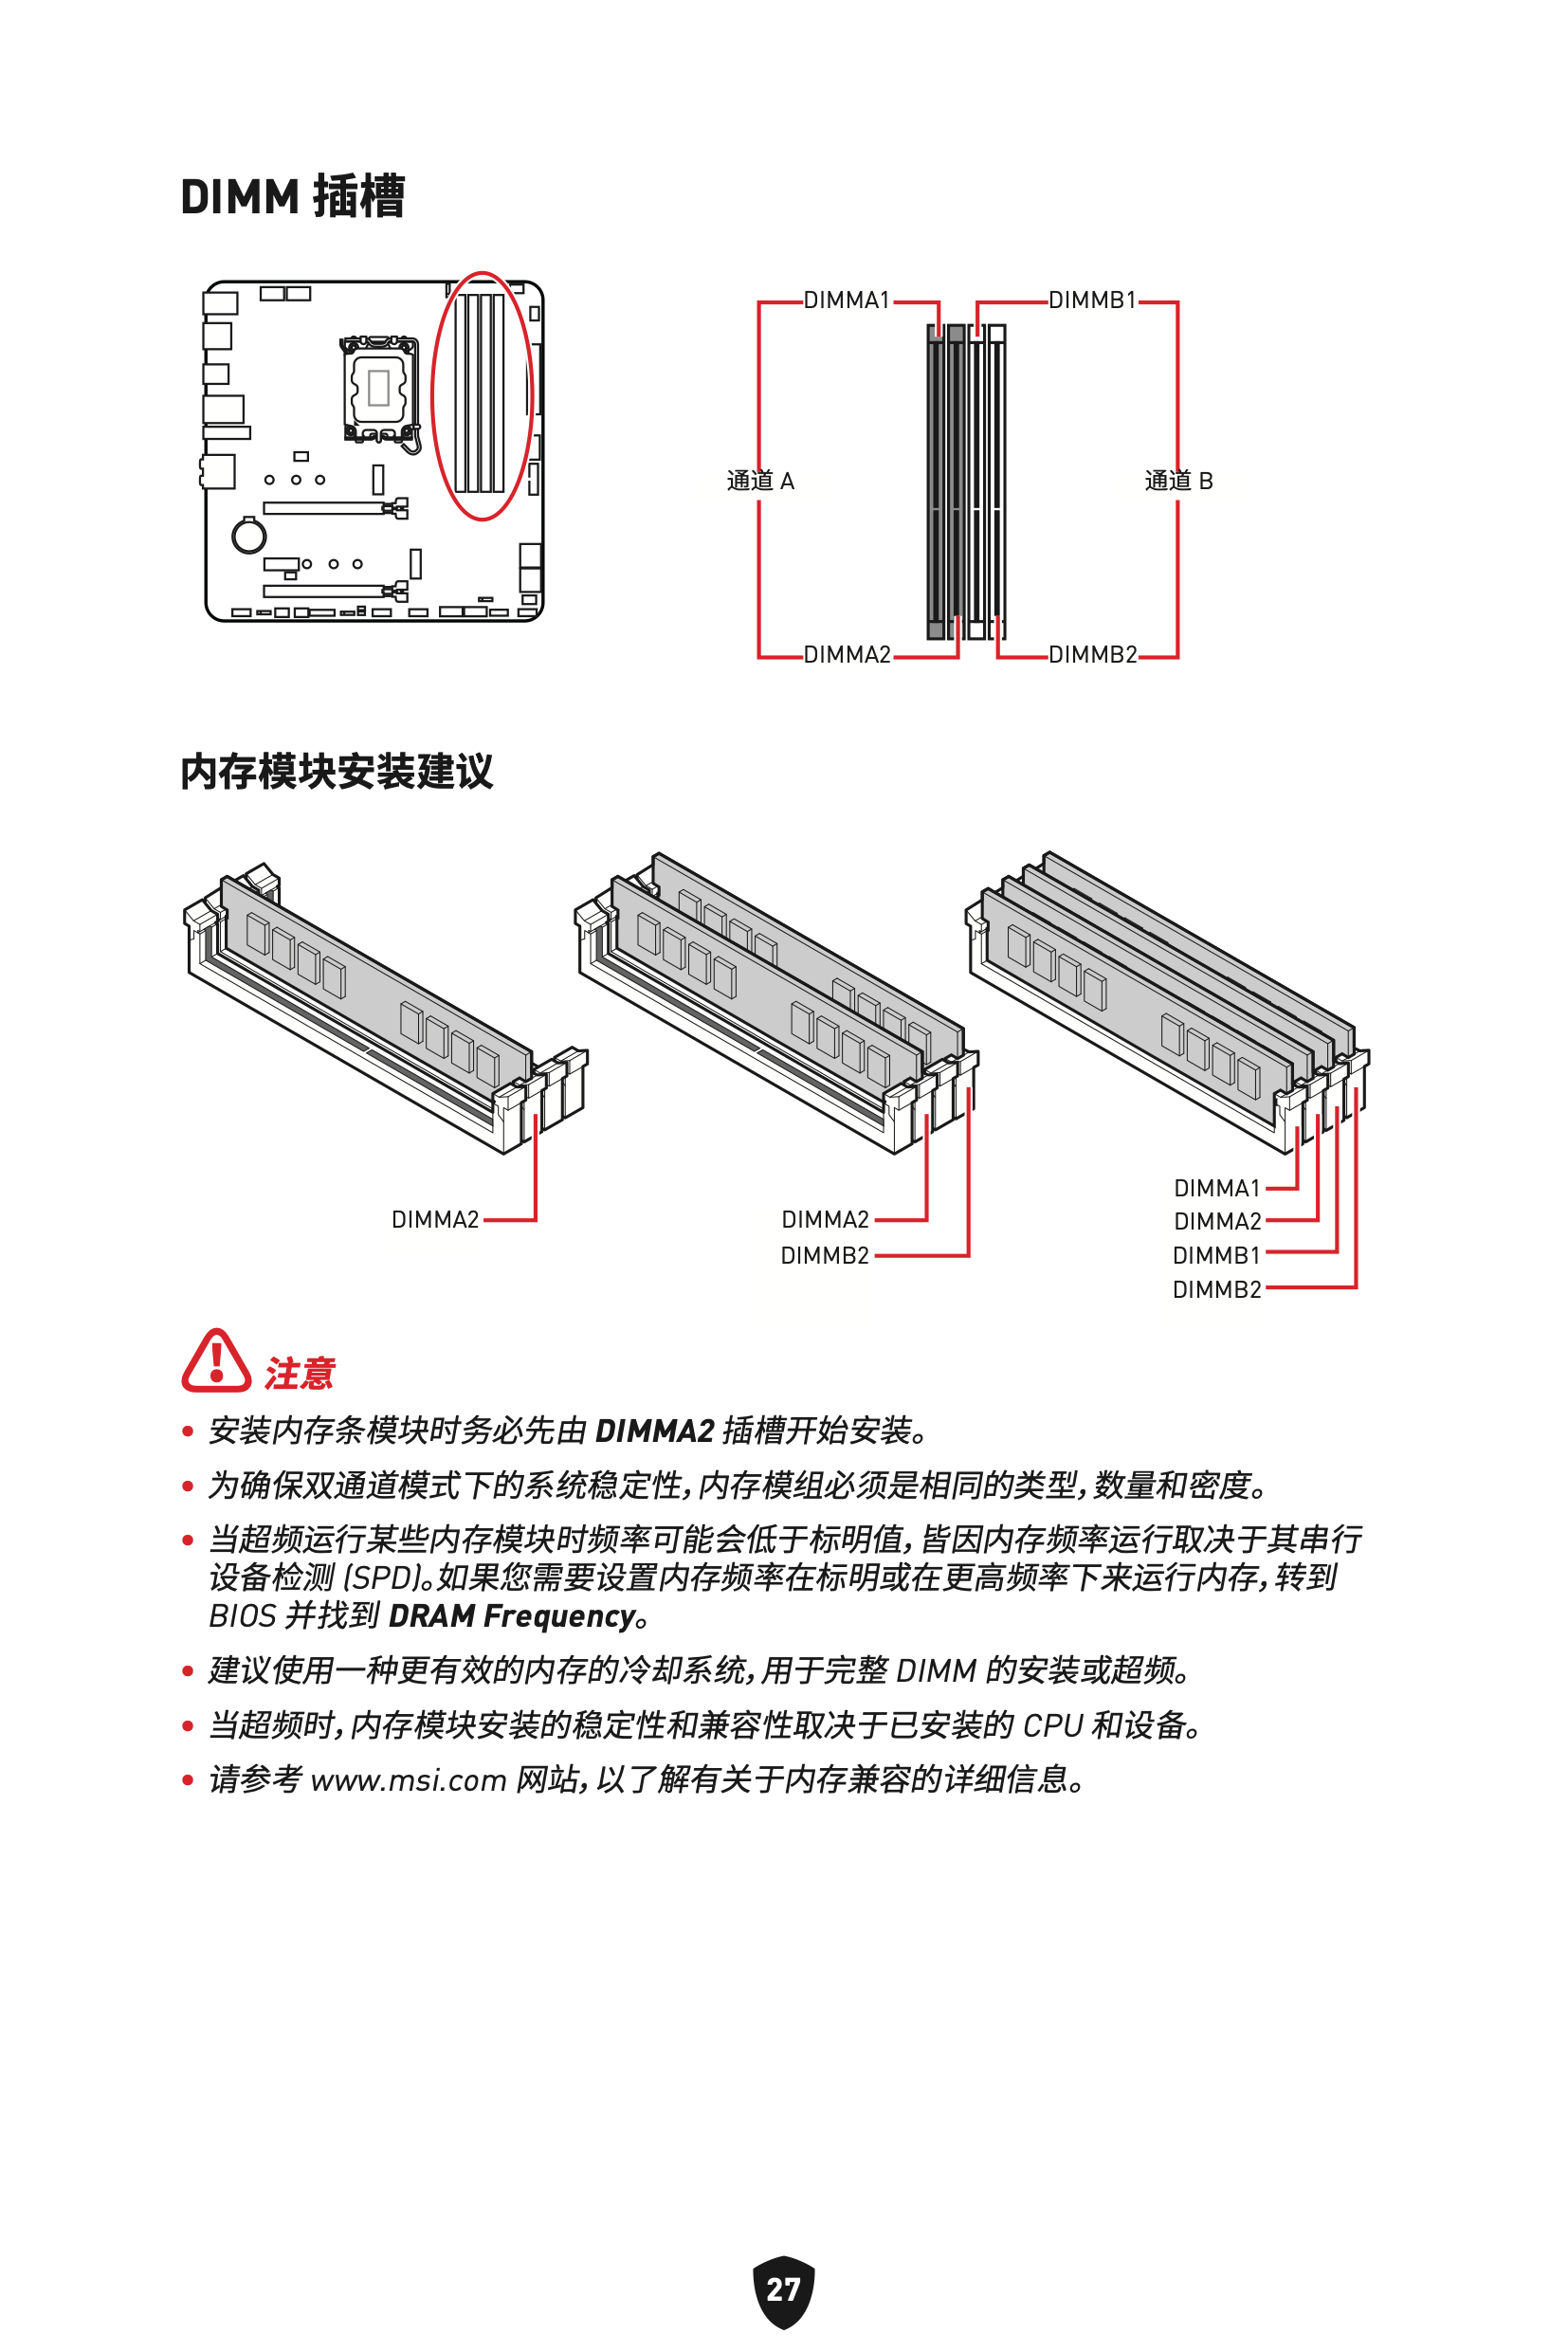 DIMM 插槽
DIMMA1
DIMMB1
通道 A
通道 B
DIMMA2
DIMMB2
内存模块安装建议
DIMMA2
DIMMA2
DIMMB2
DIMMA1
DIMMA2
DIMMB1
DIMMB2
注意
• 安装内存条模块时务必先由 DIMMA2 插槽开始安装。
• 为确保双通道模式下的系统稳定性，内存模组必须是相同的类型，数量和密度。
• 当超频运行某些内存模块时频率可能会低于标明值，皆因内存频率运行取决于其串行
设备检测 (SPD)。如果您需要设置内存频率在标明或在更高频率下来运行内存，转到
BIOS 并找到 DRAM Frequency。
• 建议使用一种更有效的内存的冷却系统，用于完整 DIMM 的安装或超频。
• 当超频时，内存模块安装的稳定性和兼容性取决于已安装的 CPU 和设备。
• 请参考 www.msi.com 网站，以了解有关于内存兼容的详细信息。
27